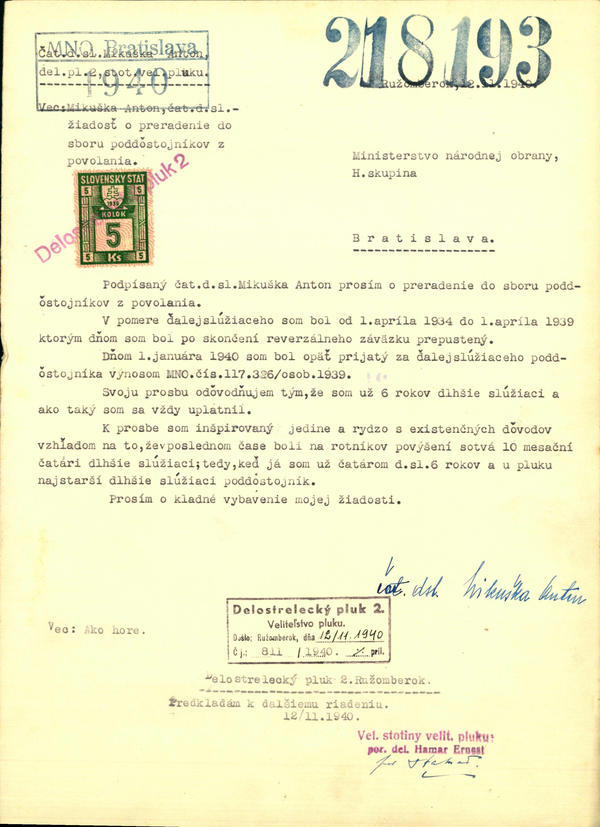 MNO Bratislava
1940
218193
Čat.d.sl. Mikuška Anton,
del.pl.2,stot.vel.pluku.
Ružomberok,12.11.1940.
Vec:Mikuška Anton,čat.d.sl.-
žiadosť o preradenie do
sboru poddôstojníkov z
povolania.
Ministerstvo národnej obrany,
H.skupina
Bratislava.
Delostrelecký pluk 2
SLOVENSKÝ ŠTÁT
5 5
1939
KOLOK
5
5 5
Ks
Podpísaný čat.d.sl.Mikuška Anton prosím o preradenie do sboru podd-
ôstojníkov z povolania.
V pomere ďalejslúžiaceho som bol od 1.apríla 1934 do 1.apríla 1939
ktorým dňom som bol po skončení reverzálneho záväzku prepustený.
Dňom 1.januára 1940 som bol opäť prijatý za ďalejslúžiaceho podd-
ôstojníka výnosom MNO.čís.117.326/osob.1939.
Svoju prosbu odôvodňujem tým,že som už 6 rokov dlhšie slúžiaci a
ako taký som sa vždy uplatnil.
K prosbe som inšpirovaný jedine a rydzo s existenčných dôvodov
vzhľadom na to,ževposlednom čase boli na rotníkov povýšení sotvá 10 mesační
čatári dlhšie slúžiaci;tedy,keď já som už čatárom d.sl.6 rokov a u pluku
najstarší dlhšie slúžiaci poddôstojník.
Prosím o kladné vybavenie mojej žiadosti.
čat. dsl. Mikuška Anton
Delostrelecký pluk 2.
Veliteľstvo pluku.
Došlo: Ružomberok, dňa 12/11.1940
Čj.: 811 /1940. príl.
Vec: Ako hore.
Delostrelecký pluk 2.Ružomberok.
Predkladám k ďalšiemu riadeniu.
12/11.1940.
Vel. stotiny velit. pluku:
por. del. Hamar Ernest